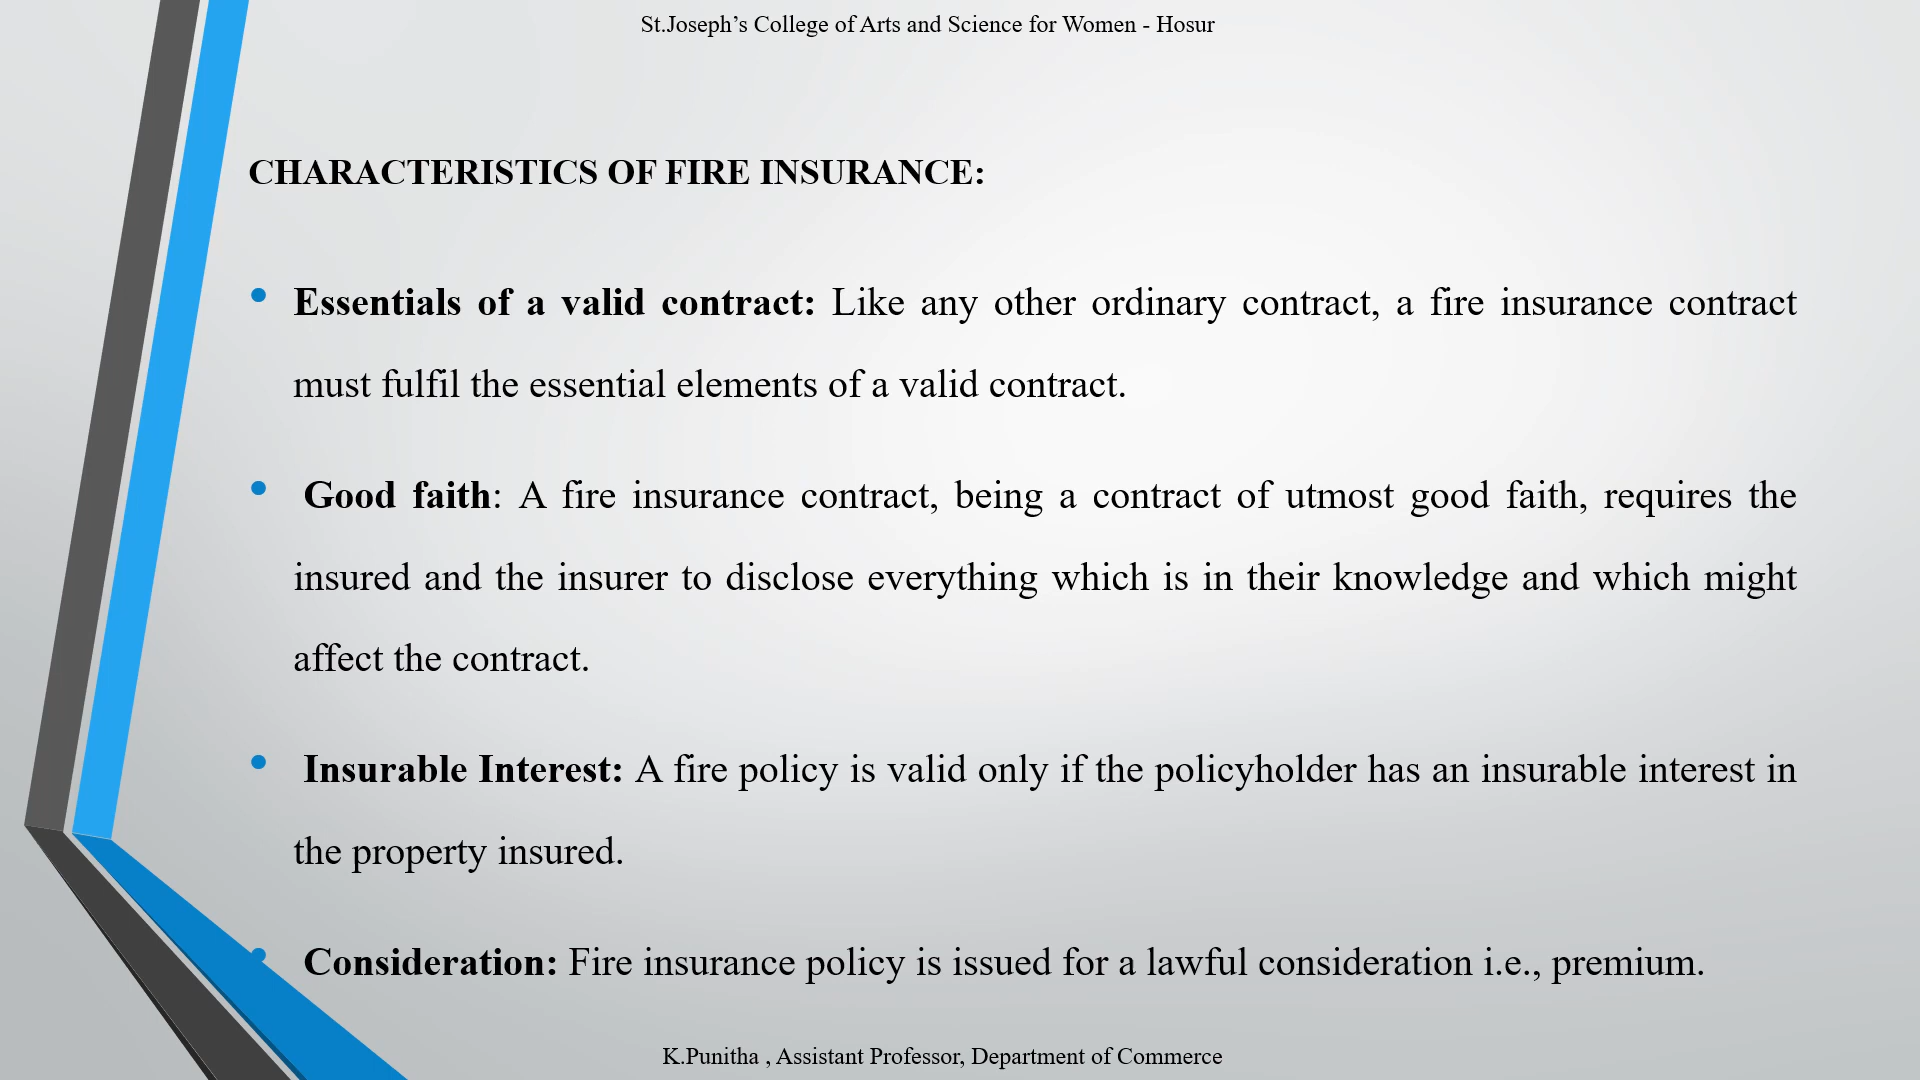 St.Joseph’s College of Arts and Science for Women - Hosur
CHARACTERISTICS OF FIRE INSURANCE:
• Essentials of a valid contract: Like any other ordinary contract, a fire insurance contract
must fulfil the essential elements of a valid contract.
• Good faith: A fire insurance contract, being a contract of utmost good faith, requires the
insured and the insurer to disclose everything which is in their knowledge and which might
affect the contract.
• Insurable Interest: A fire policy is valid only if the policyholder has an insurable interest in
the property insured.
• Consideration: Fire insurance policy is issued for a lawful consideration i.e., premium.
K.Punitha , Assistant Professor, Department of Commerce